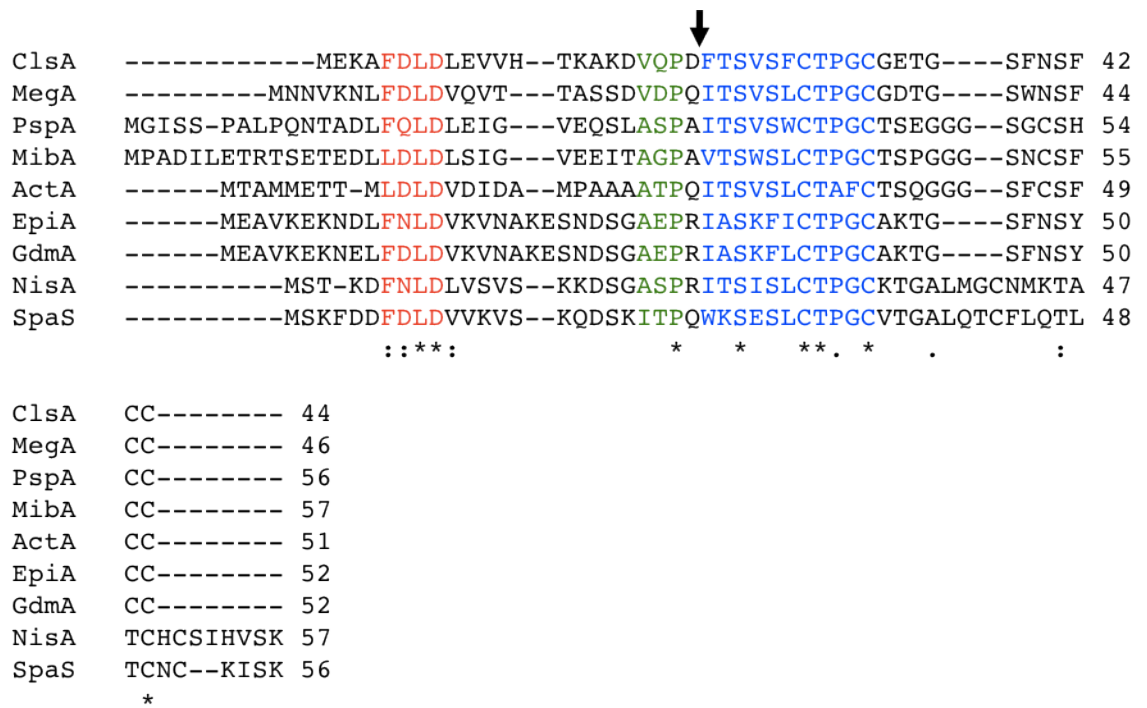 ClsA ------------MEKAFDLDLEVVH--TKAKDVQPDFTSVSFCTPGCGETG----SFNSF 42
MegA ---------MNNVKNLFDLDVQVT---TASSDVDPQITSVSLCTPGCGDTG----SWNSF 44
PspA MGISS-PALPQNTADLFQLDLEIG---VEQSLASPAITSVSWCTPGCTSEGGG--SGCSH 54
MibA MPADILETRTSETEDLLDLDLSIG---VEEITAGPAVTSWSLCTPGCTSPGGG--SNCSF 55
ActA ------MTAMMETT-MLDLDVDIDA--MPAAAATPQITSVSLCTAFCTSQGGG--SFCSF 49
EpiA ------MEAVKEKNDLFNLDVKVNAKESNDSGAEPRIASKFICTPGCAKTG----SFNSY 50
GdmA ------MEAVKEKNELFDLDVKVNAKESNDSGAEPRIASKFLCTPGCAKTG----SFNSY 50
NisA ----------MST-KDFNLDLVSVS--KKDSGASPRITSISLCTPGCKTGALMGCNMKTA 47
SpaS ----------MSKFDDFDLDVVKVS--KQDSKITPQWKSESLCTPGCVTGALQTCFLQTL 48
::**: * * **. * . :
ClsA CC-------- 44
MegA CC-------- 46
PspA CC-------- 56
MibA CC-------- 57
ActA CC-------- 51
EpiA CC-------- 52
GdmA CC-------- 52
NisA TCHCSIHVSK 57
SpaS TCNC--KISK 56
*